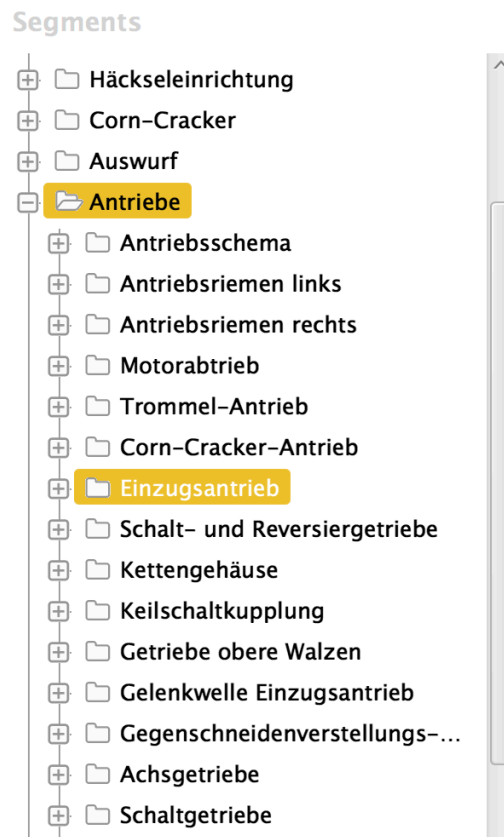 Segments
Häckseleinrichtung
Corn-Cracker
Auswurf
Antriebe
Antriebsschema
Antriebsriemen links
Antriebsriemen rechts
Motorabtrieb
Trommel-Antrieb
Corn-Cracker-Antrieb
Einzugsantrieb
Schalt- und Reversiergetriebe
Kettengehäuse
Keilschaltkupplung
Getriebe obere Walzen
Gelenkwelle Einzugsantrieb
Gegenschneidenverstellungs-...
Achsgetriebe
Schaltgetriebe